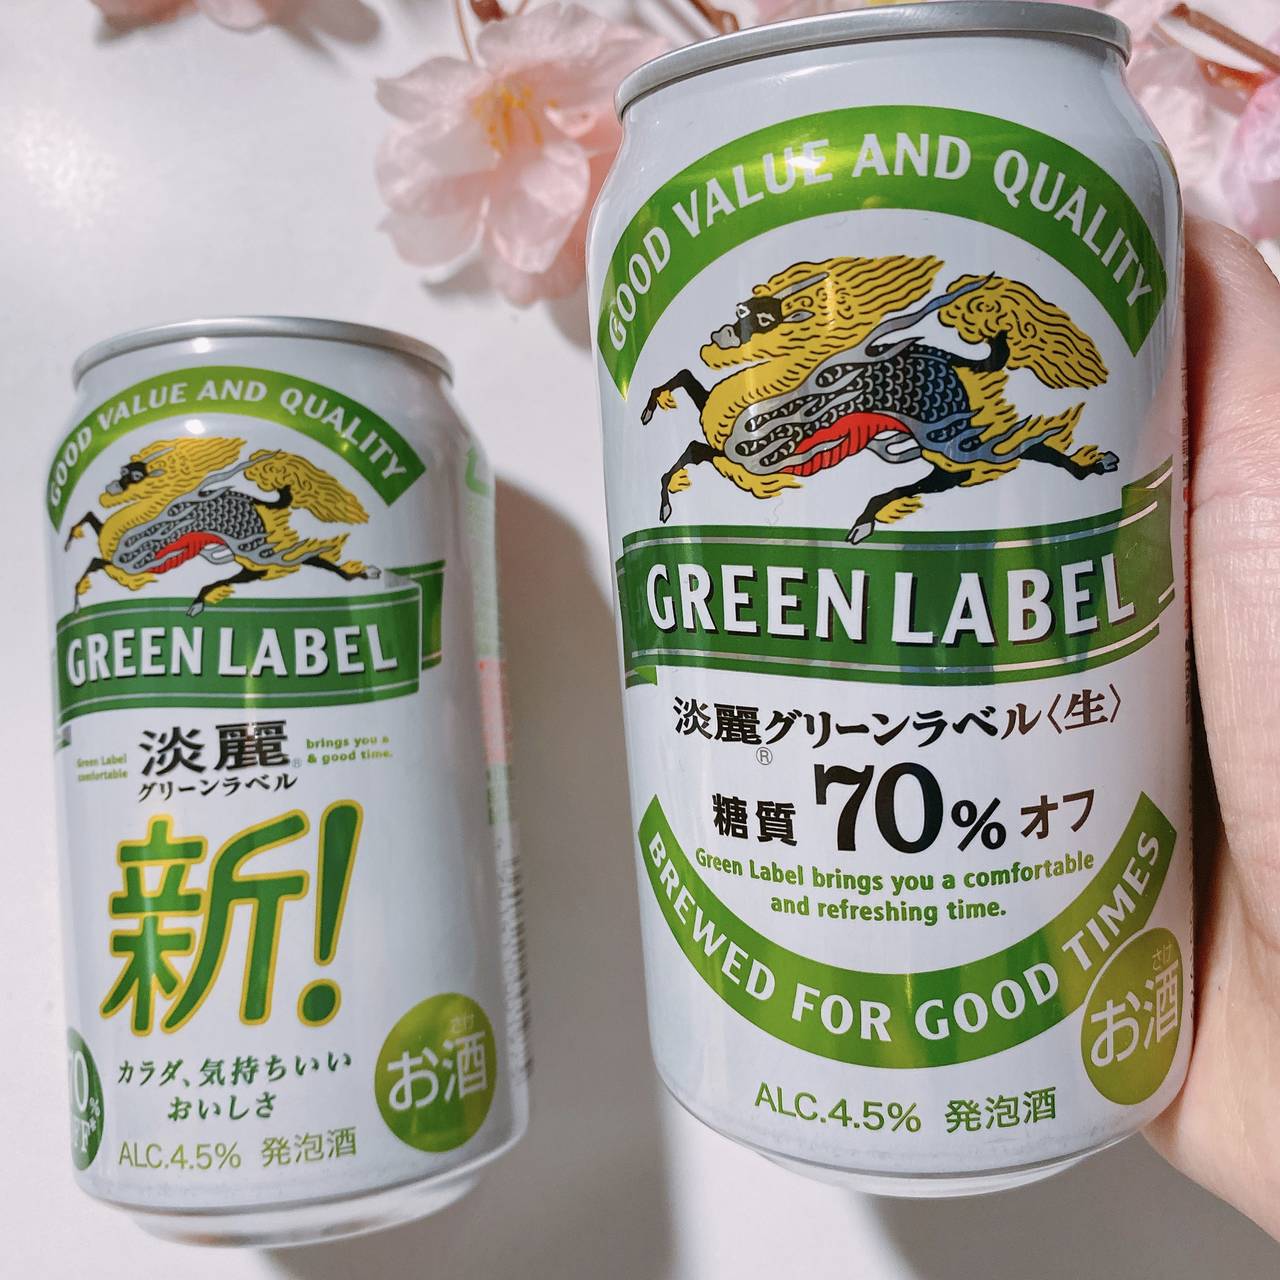 GOOD VALUE AND QUALITY
GREEN LABEL
Green Label
comfortable
淡麗®
brings you a
& good time.
グリーンラベル
新!
カラダ、気持ちいい
おいしさ
さけ
お酒
ALC.4.5% 発泡酒
GOOD VALUE AND QUALITY
GREEN LABEL
淡麗®グリーンラベル〈生〉
糖質70%オフ
Green Label brings you a comfortable
and refreshing time.
BREWED FOR GOOD TIMES
さけ
お酒
ALC.4.5% 発泡酒